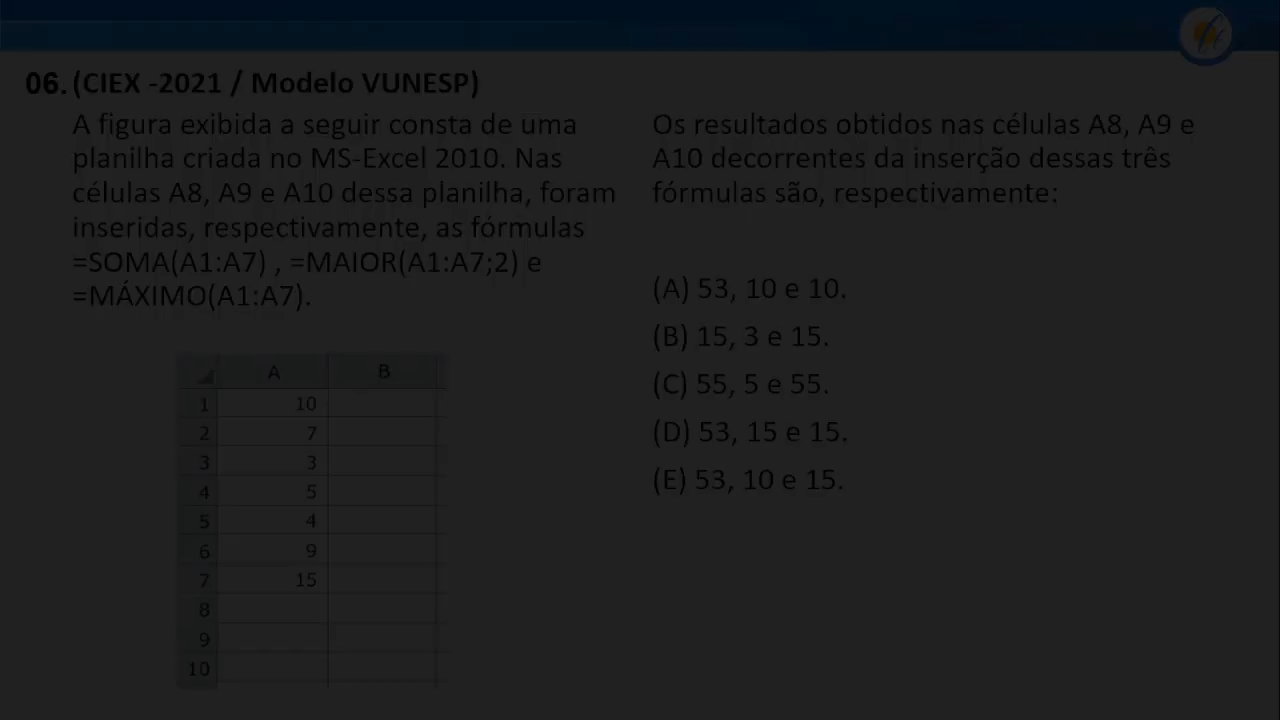 06. (CIEX -2021 / Modelo VUNESP)
A figura exibida a seguir consta de uma
planilha criada no MS-Excel 2010. Nas
células A8, A9 e A10 dessa planilha, foram
inseridas, respectivamente, as fórmulas
=SOMA(A1:A7) , =MAIOR(A1:A7;2) e
=MÁXIMO(A1:A7).
A B
1 10
2 7
3 3
4 5
5 4
6 9
7 15
8
9
10
Os resultados obtidos nas células A8, A9 e
A10 decorrentes da inserção dessas três
fórmulas são, respectivamente:
(A) 53, 10 e 10.
(B) 15, 3 e 15.
(C) 55, 5 e 55.
(D) 53, 15 e 15.
(E) 53, 10 e 15.